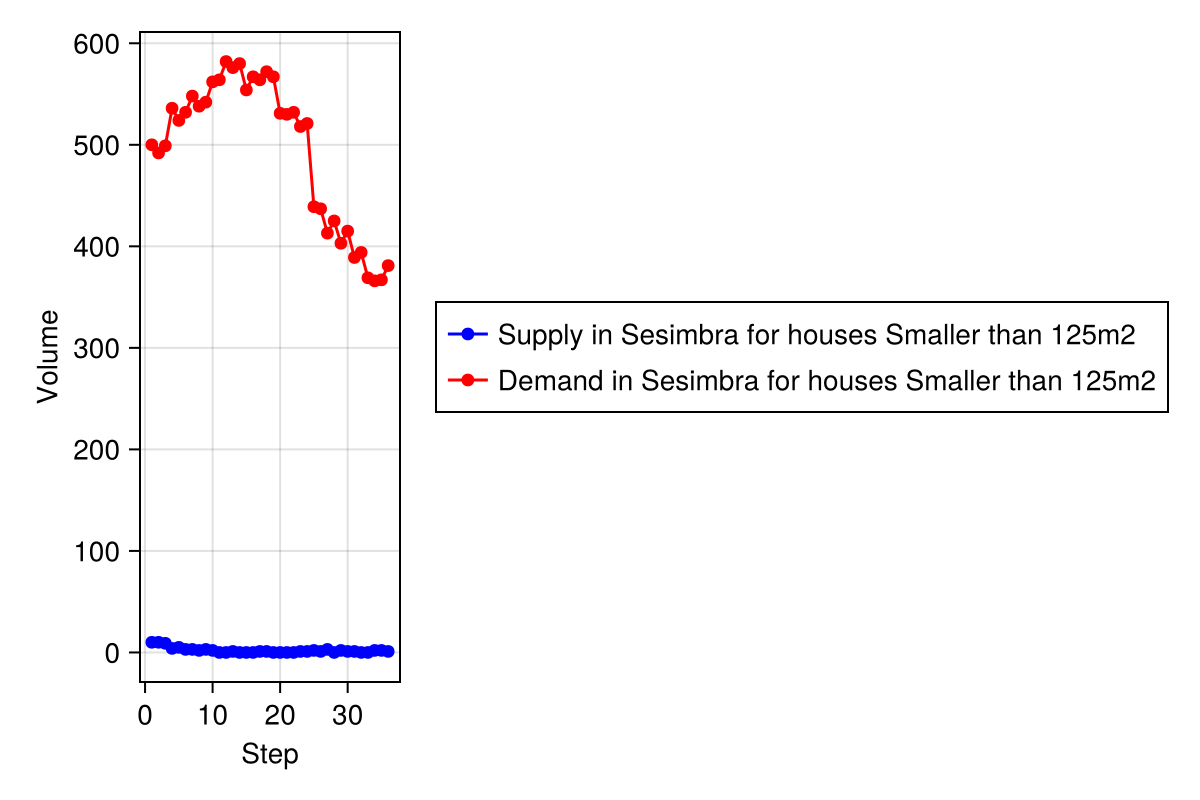 600
500
400
300
200
100
0
Volume
0 10 20 30
Step
Supply in Sesimbra for houses Smaller than 125m2
Demand in Sesimbra for houses Smaller than 125m2